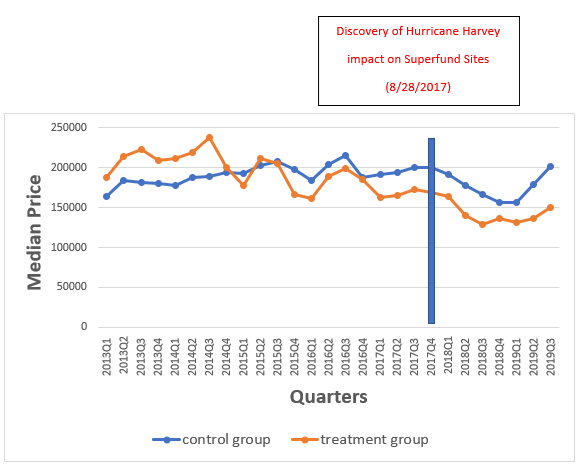 Discovery of Hurricane Harvey
impact on Superfund Sites
(8/28/2017)
Median Price
250000
200000
150000
100000
50000
0
2013Q1
2013Q2
2013Q3
2013Q4
2014Q1
2014Q2
2014Q3
2014Q4
2015Q1
2015Q2
2015Q3
2015Q4
2016Q1
2016Q2
2016Q3
2016Q4
2017Q1
2017Q2
2017Q3
2017Q4
2018Q1
2018Q2
2018Q3
2018Q4
2019Q1
2019Q2
2019Q3
Quarters
control group
treatment group